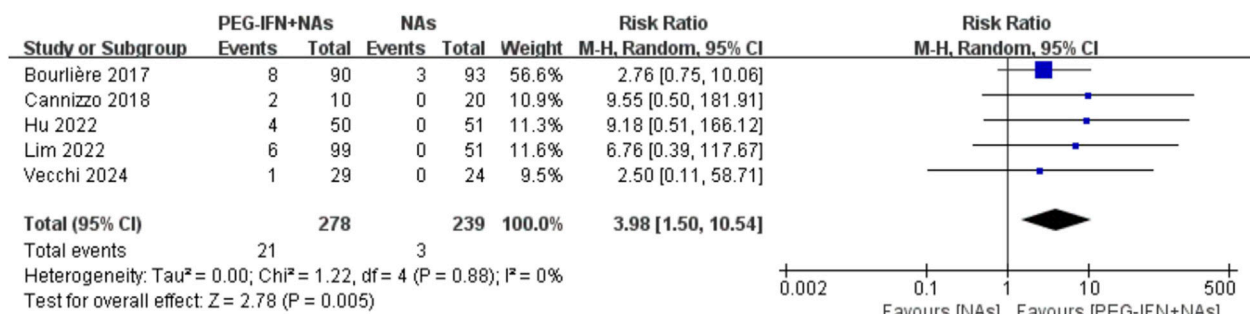 PEG-IFN+NAs NAs Risk Ratio Risk Ratio
Study or Subgroup Events Total Events Total Weight M-H, Random, 95% CI M-H, Random, 95% CI
Bourlière 2017 8 90 3 93 56.6% 2.76 [0.75, 10.06]
Cannizzo 2018 2 10 0 20 10.9% 9.55 [0.50, 181.91]
Hu 2022 4 50 0 51 11.3% 9.18 [0.51, 166.12]
Lim 2022 6 99 0 51 11.6% 6.76 [0.39, 117.67]
Vecchi 2024 1 29 0 24 9.5% 2.50 [0.11, 58.71]
Total (95% CI) 278 239 100.0% 3.98 [1.50, 10.54]
Total events 21 3
Heterogeneity: Tau² = 0.00; Chi² = 1.22, df = 4 (P = 0.88); I² = 0%
Test for overall effect: Z = 2.78 (P = 0.005)
0.002 0.1 1 10 500
Favours [NAs] Favours [PEG-IFN+NAs]